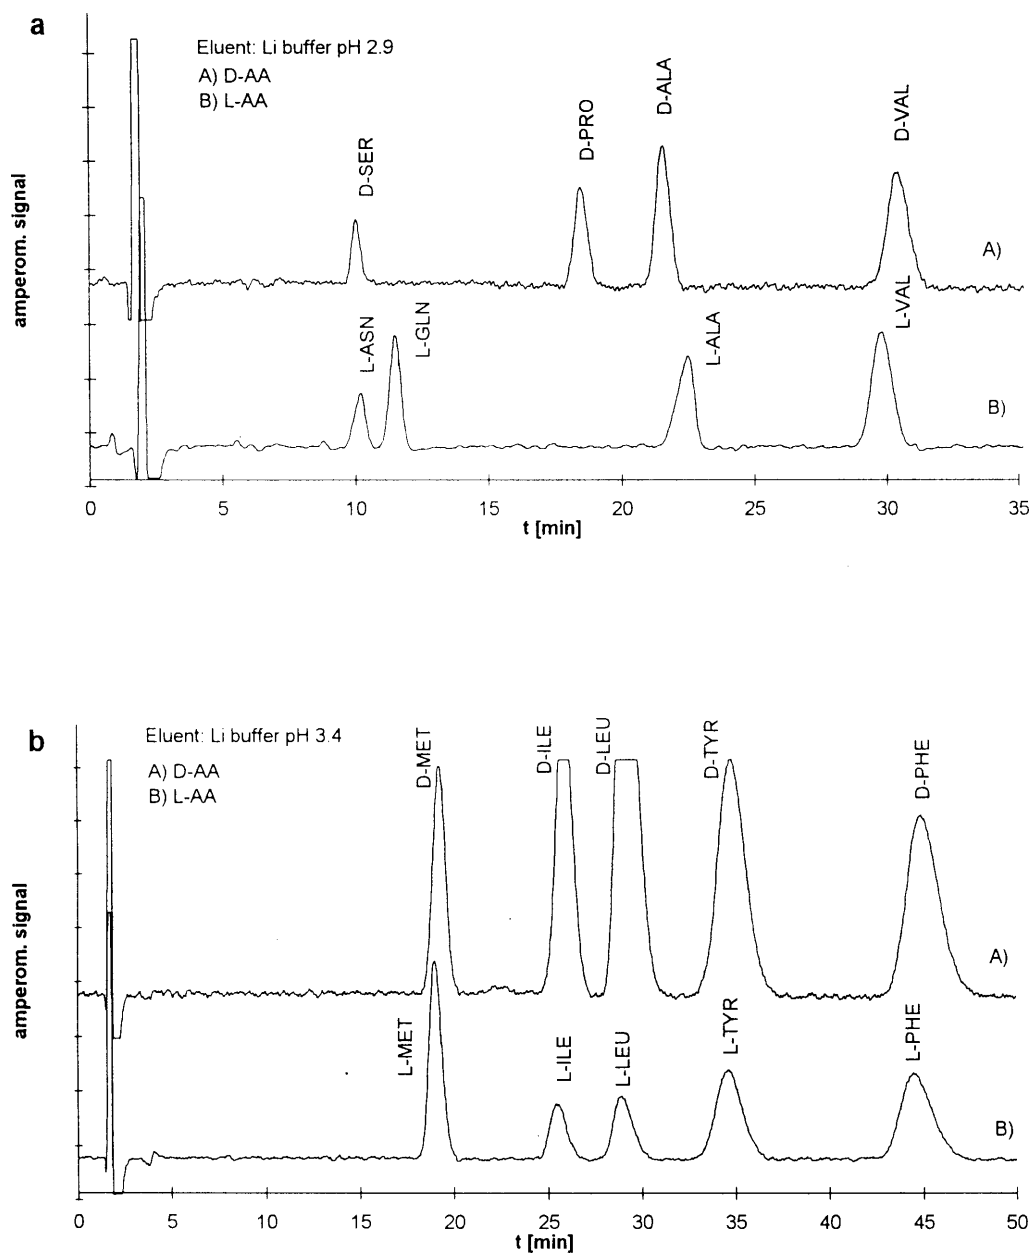 a
Eluent: Li buffer pH 2.9
A) D-AA
B) L-AA
amperom. signal
D-SER
D-PRO
D-ALA
D-VAL
A)
L-ASN
L-GLN
L-ALA
L-VAL
B)
0 5 10 15 20 25 30 35
t [min]
b
Eluent: Li buffer pH 3.4
A) D-AA
B) L-AA
amperom. signal
D-MET
D-ILE
D-LEU
D-TYR
D-PHE
A)
L-MET
L-ILE
L-LEU
L-TYR
L-PHE
B)
0 5 10 15 20 25 30 35 40 45 50
t [min]